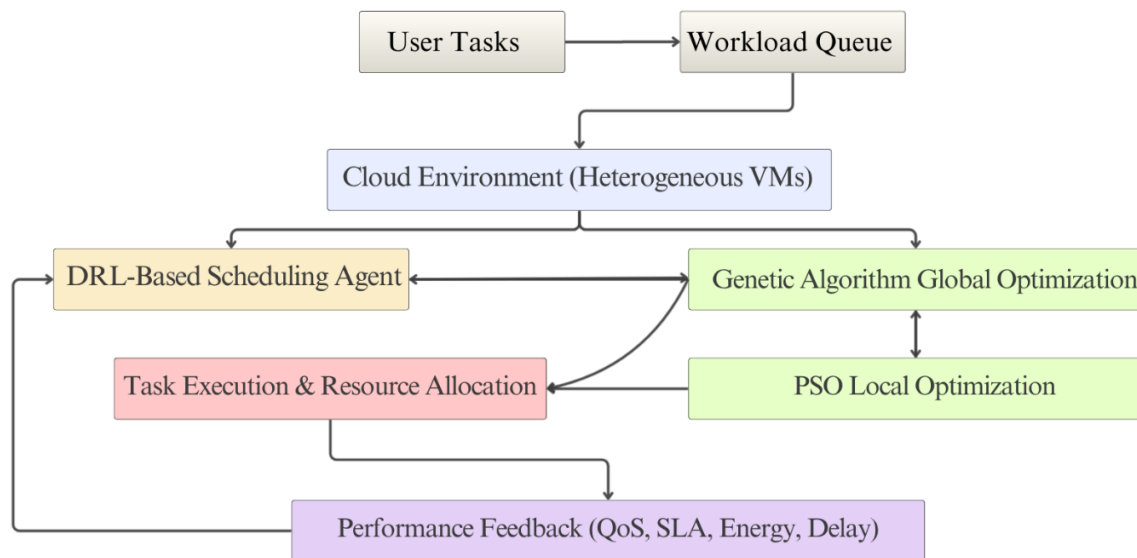 User Tasks
Workload Queue
Cloud Environment (Heterogeneous VMs)
DRL-Based Scheduling Agent
Genetic Algorithm Global Optimization
Task Execution & Resource Allocation
PSO Local Optimization
Performance Feedback (QoS, SLA, Energy, Delay)